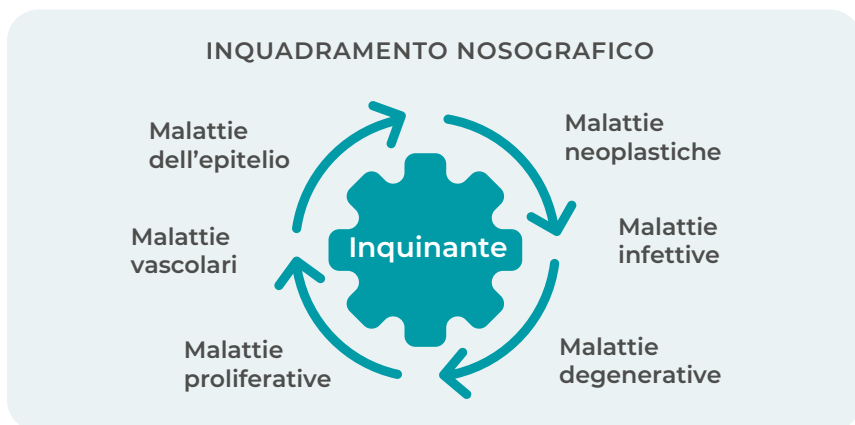 INQUADRAMENTO NOSOGRAFICO
Malattie
dell’epitelio
Malattie
neoplastiche
Malattie
vascolari
Inquinante
Malattie
infettive
Malattie
proliferative
Malattie
degenerative